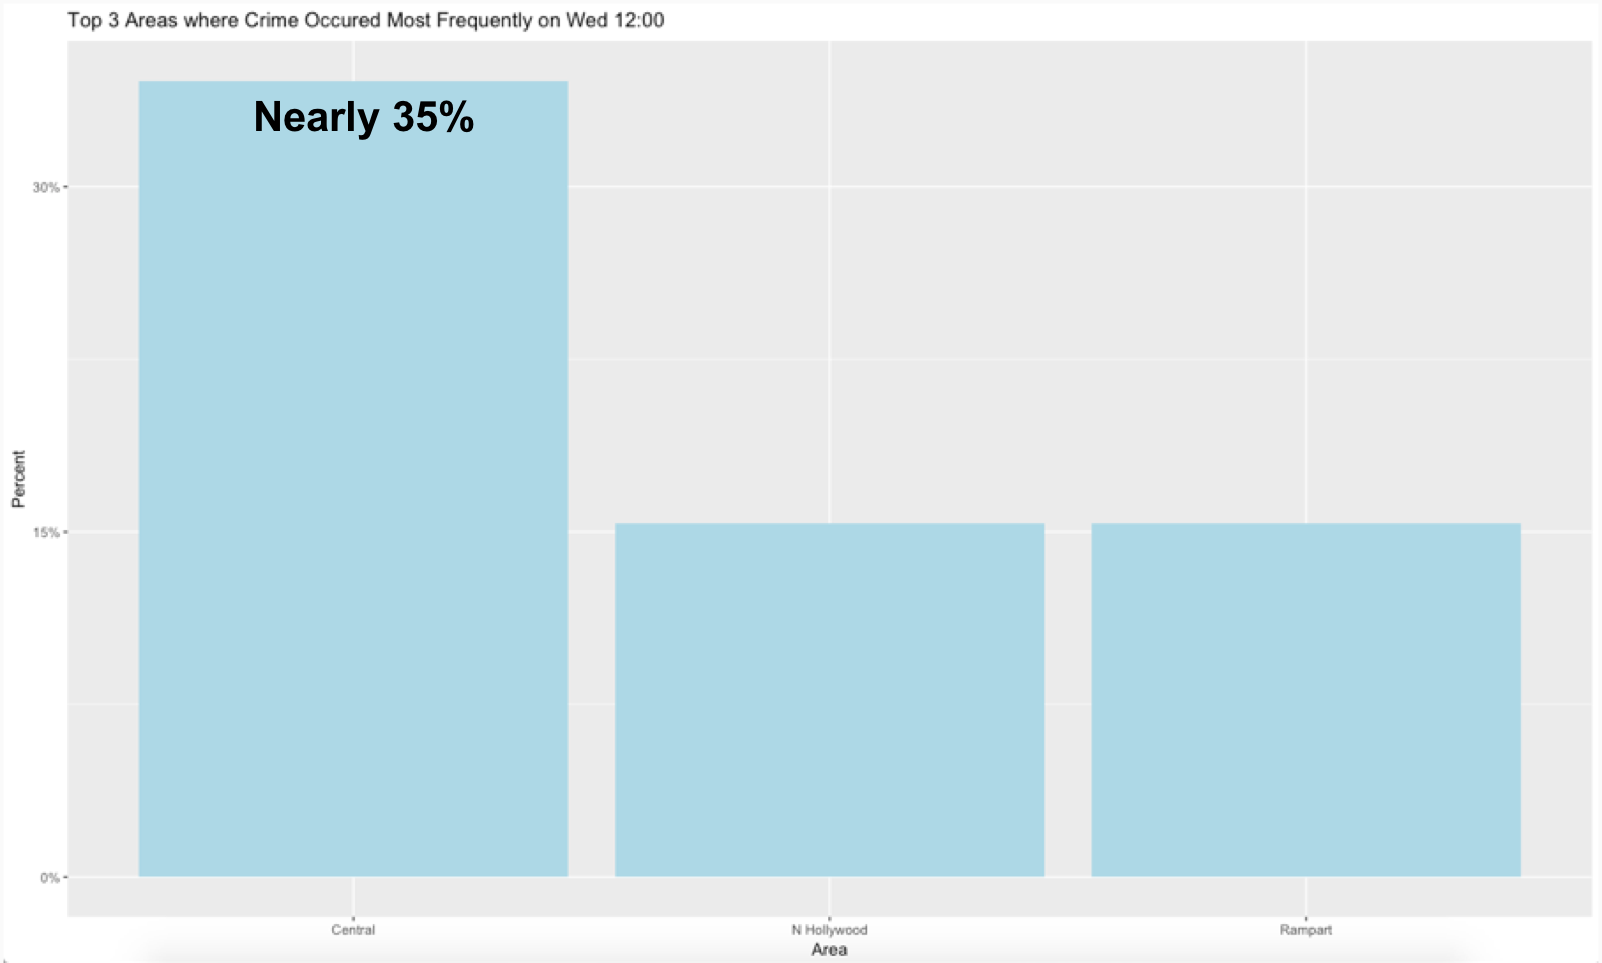 Top 3 Areas where Crime Occured Most Frequently on Wed 12:00
Nearly 35%
30%
15%
0%
Percent
Central
N Hollywood
Rampart
Area